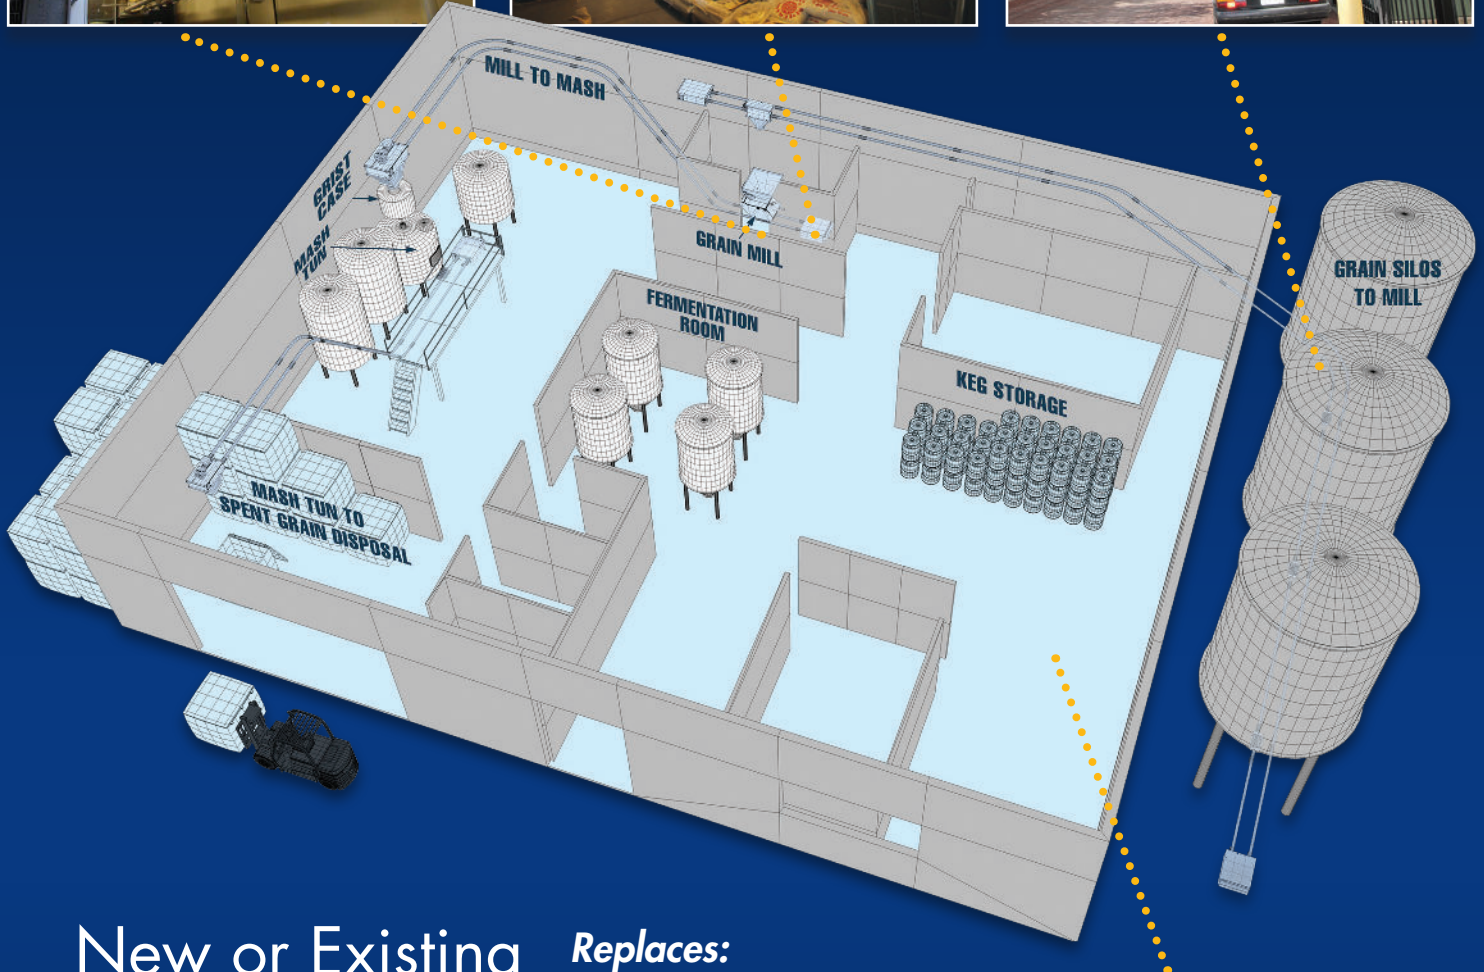 MILL TO MASH
GRIST
CASE
MASH
TUN
GRAIN MILL
GRAIN SILOS
TO MILL
FERMENTATION
ROOM
KEG STORAGE
MASH TUN TO
SPENT GRAIN DISPOSAL
New or Existing
Replaces: